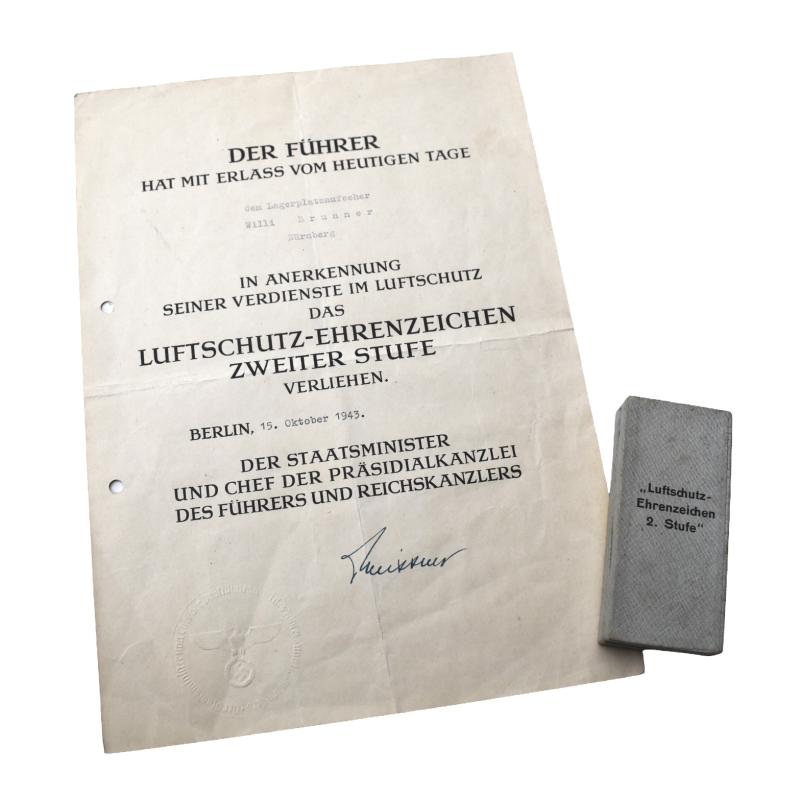 DER FÜHRER
HAT MIT ERLASS VOM HEUTIGEN TAGE
dem Lagerplatzaufseher
Willi Brunner
Nürnberg
IN ANERKENNUNG
SEINER VERDIENSTE IM LUFTSCHUTZ
DAS
LUFTSCHUTZ-EHRENZEICHEN
ZWEITER STUFE
VERLIEHEN.
BERLIN, 15. Oktober 1943.
DER STAATSMINISTER
UND CHEF DER PRÄSIDIALKANZLEI
DES FÜHRERS UND REICHSKANZLERS
Meissner
„Luftschutz-
Ehrenzeichen
2. Stufe"